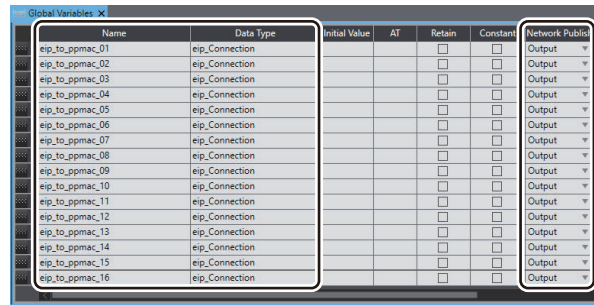 Global Variables X
Name Data Type Initial Value AT Retain Constant Network Publish
eip_to_ppmac_01 eip_Connection Output
eip_to_ppmac_02 eip_Connection Output
eip_to_ppmac_03 eip_Connection Output
eip_to_ppmac_04 eip_Connection Output
eip_to_ppmac_05 eip_Connection Output
eip_to_ppmac_06 eip_Connection Output
eip_to_ppmac_07 eip_Connection Output
eip_to_ppmac_08 eip_Connection Output
eip_to_ppmac_09 eip_Connection Output
eip_to_ppmac_10 eip_Connection Output
eip_to_ppmac_11 eip_Connection Output
eip_to_ppmac_12 eip_Connection Output
eip_to_ppmac_13 eip_Connection Output
eip_to_ppmac_14 eip_Connection Output
eip_to_ppmac_15 eip_Connection Output
eip_to_ppmac_16 eip_Connection Output